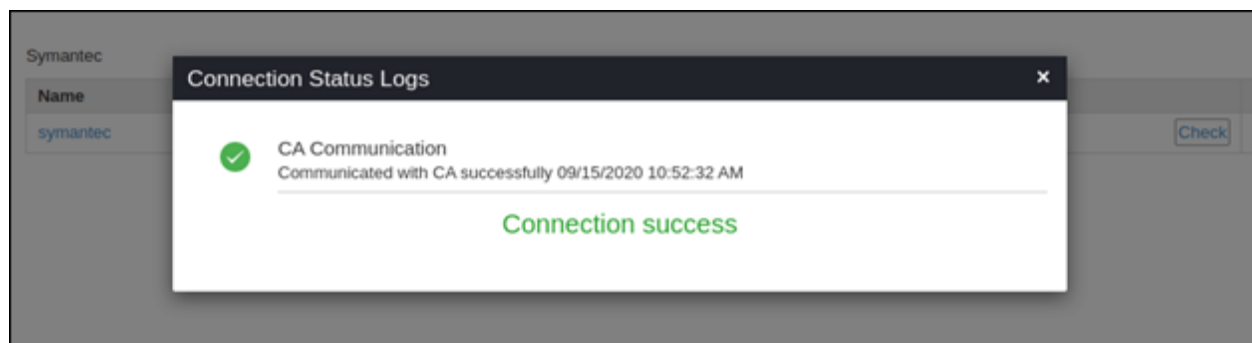 Symantec
Connection Status Logs ×
Name
symantec
Check
CA Communication
Communicated with CA successfully 09/15/2020 10:52:32 AM
Connection success